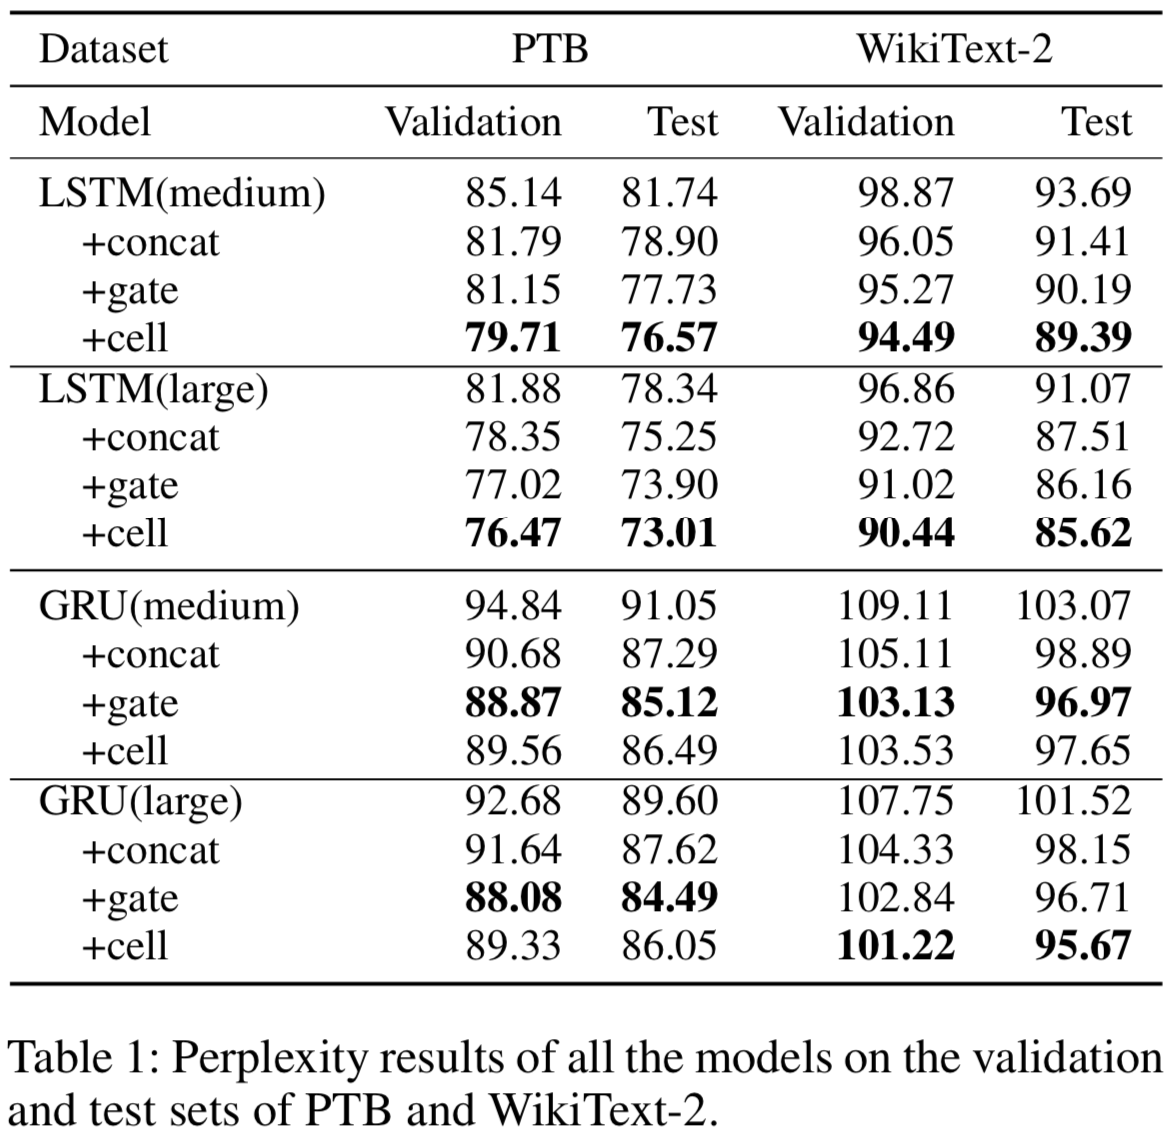 Dataset PTB WikiText-2
Model Validation Test Validation Test
LSTM(medium) 85.14 81.74 98.87 93.69
+concat 81.79 78.90 96.05 91.41
+gate 81.15 77.73 95.27 90.19
+cell 79.71 76.57 94.49 89.39
LSTM(large) 81.88 78.34 96.86 91.07
+concat 78.35 75.25 92.72 87.51
+gate 77.02 73.90 91.02 86.16
+cell 76.47 73.01 90.44 85.62
GRU(medium) 94.84 91.05 109.11 103.07
+concat 90.68 87.29 105.11 98.89
+gate 88.87 85.12 103.13 96.97
+cell 89.56 86.49 103.53 97.65
GRU(large) 92.68 89.60 107.75 101.52
+concat 91.64 87.62 104.33 98.15
+gate 88.08 84.49 102.84 96.71
+cell 89.33 86.05 101.22 95.67
Table 1: Perplexity results of all the models on the validation
and test sets of PTB and WikiText-2.